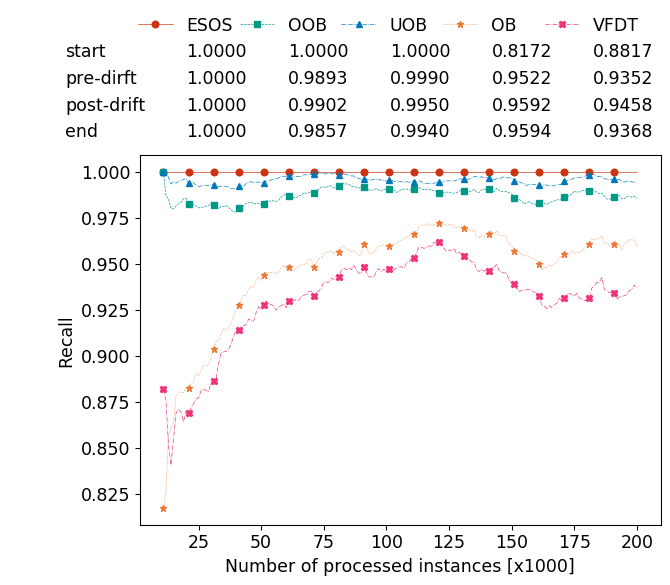 ESOS OOB UOB OB VFDT
start 1.0000 1.0000 1.0000 0.8172 0.8817
pre-dirft 1.0000 0.9893 0.9990 0.9522 0.9352
post-drift 1.0000 0.9902 0.9950 0.9592 0.9458
end 1.0000 0.9857 0.9940 0.9594 0.9368
1.000
0.975
0.950
0.925
0.900
0.875
0.850
0.825
Recall
25 50 75 100 125 150 175 200
Number of processed instances [x1000]